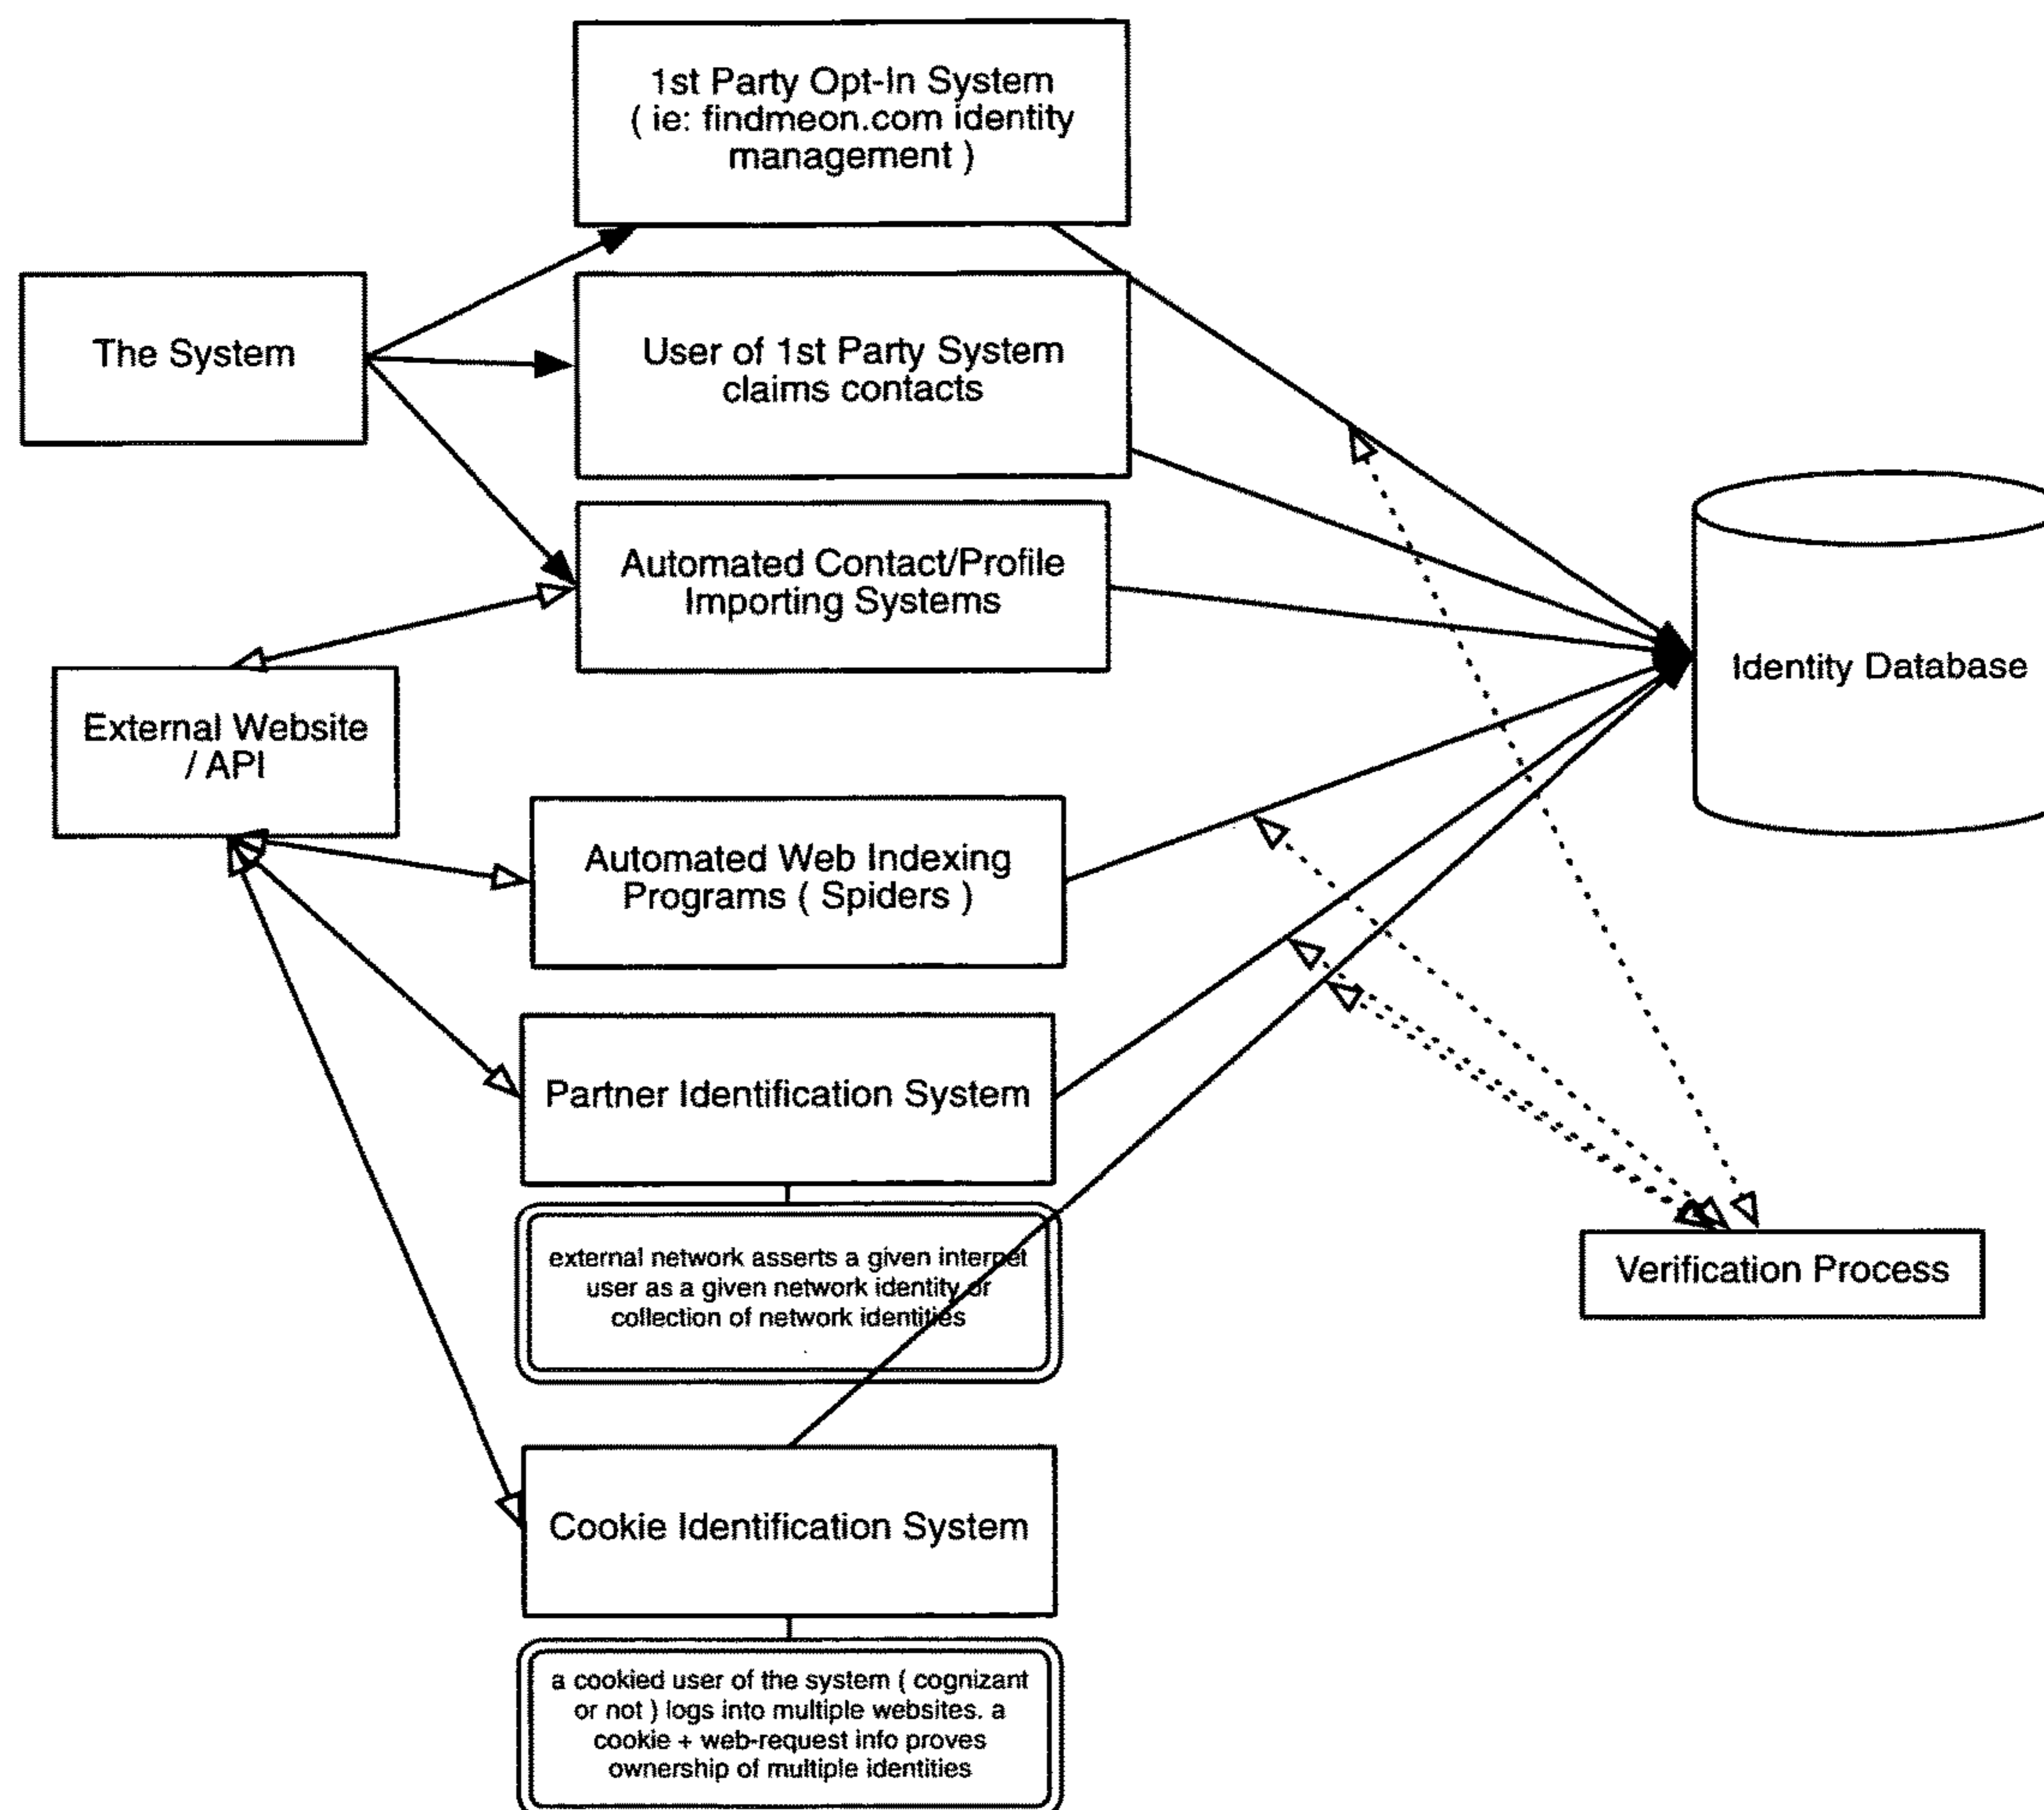 1st Party Opt-In System
( ie: findmeon.com identity
management )
The System
User of 1st Party System
claims contacts
Automated Contact/Profile
Importing Systems
Identity Database
External Website
/ API
Automated Web Indexing
Programs ( Spiders )
Partner Identification System
external network asserts a given internet
user as a given network identity or
collection of network identities
Verification Process
Cookie Identification System
a cookied user of the system ( cognizant
or not ) logs into multiple websites. a
cookie + web-request info proves
ownership of multiple identities